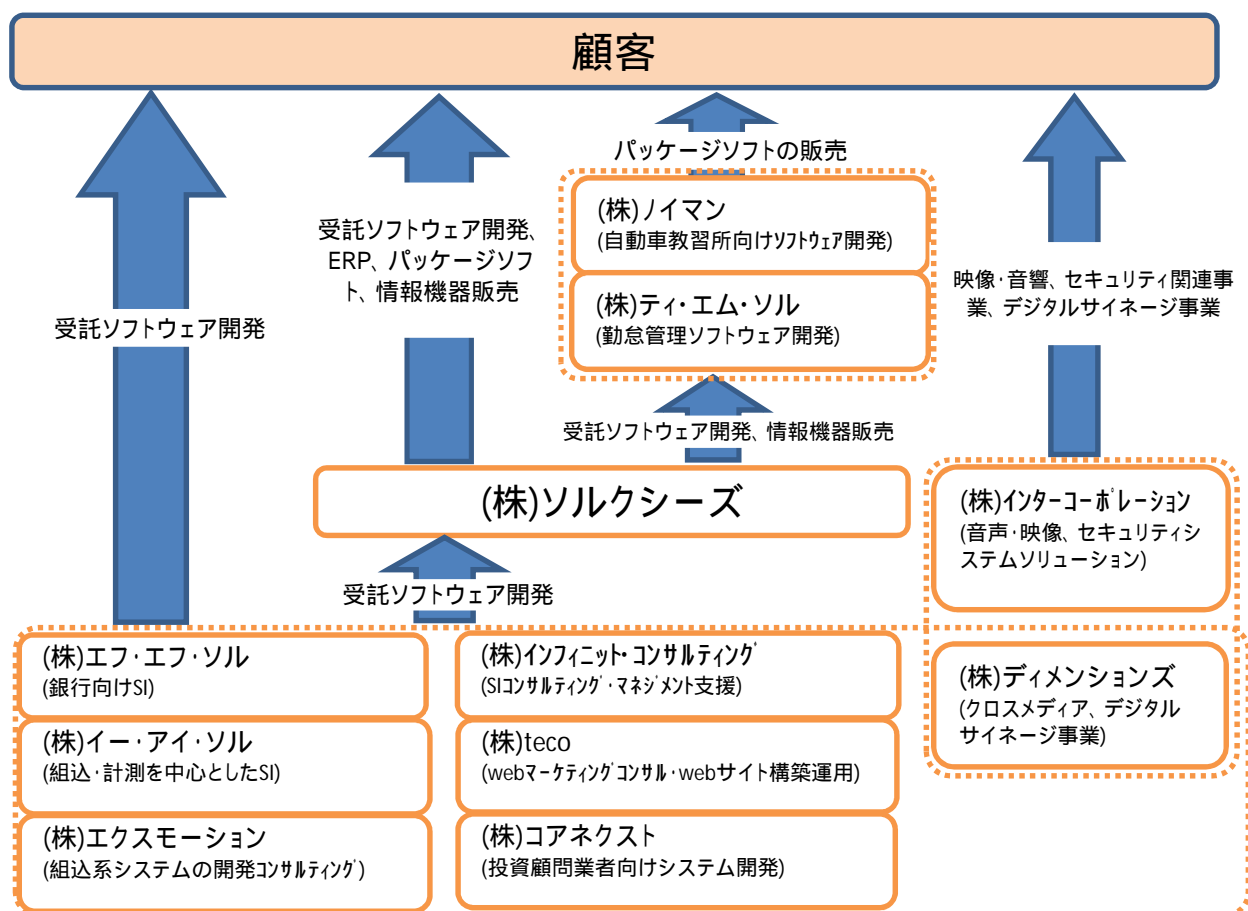 顧客
パッケージソフトの販売
(株)ノイマン
(自動車教習所向けｿﾌﾄｳｪｱ開発)
(株)ティ・エム・ソル
(勤怠管理ソフトウェア開発)
受託ソフトウェア開発、
ERP、パッケージソフ
ト、情報機器販売
映像・音響、セキュリティ関連事
業、デジタルサイネージ事業
受託ソフトウェア開発
受託ソフトウェア開発、情報機器販売
(株)ソルクシーズ
(株)ｲﾝﾀｰｺｰﾎﾟﾚｰｼｮﾝ
(音声・映像、セキュリティシ
ステムソリューション)
受託ソフトウェア開発
(株)エフ・エフ・ソル
(銀行向けSI)
(株)ｲﾝﾌｨﾆｯﾄ・ｺﾝｻﾙﾃｨﾝｸﾞ
(SIｺﾝｻﾙﾃｨﾝｸﾞ・ﾏﾈｼﾞﾒﾝﾄ支援)
(株)ディメンションズ
(クロスメディア、デジタル
サイネージ事業)
(株)イー・アイ・ソル
(組込・計測を中心としたSI)
(株)teco
(webﾏｰｹﾃｨﾝｸﾞｺﾝｻﾙ・webサイト構築運用)
(株)エクスモーション
(組込系システムの開発ｺﾝｻﾙﾃｨﾝｸﾞ)
(株)コアネクスト
(投資顧問業者向けシステム開発)